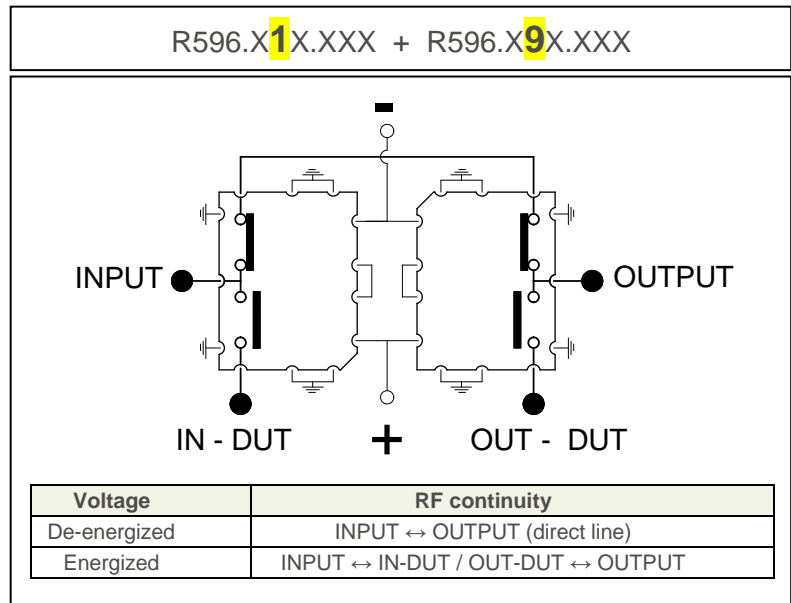 R596.X1X.XXX + R596.X9X.XXX
-
INPUT OUTPUT
IN - DUT + OUT - DUT
Voltage RF continuity
De-energized INPUT ↔ OUTPUT (direct line)
Energized INPUT ↔ IN-DUT / OUT-DUT ↔ OUTPUT